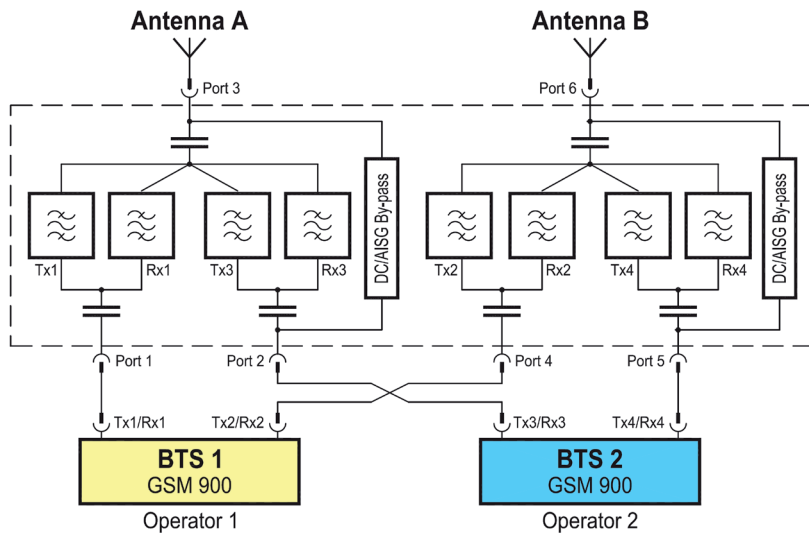 Antenna A
Antenna B
Port 3
Port 6
DC/AISG By-pass
DC/AISG By-pass
Tx1
Rx1
Tx3
Rx3
Tx2
Rx2
Tx4
Rx4
Port 1
Port 2
Port 4
Port 5
Tx1/Rx1
Tx2/Rx2
Tx3/Rx3
Tx4/Rx4
BTS 1
GSM 900
BTS 2
GSM 900
Operator 1
Operator 2